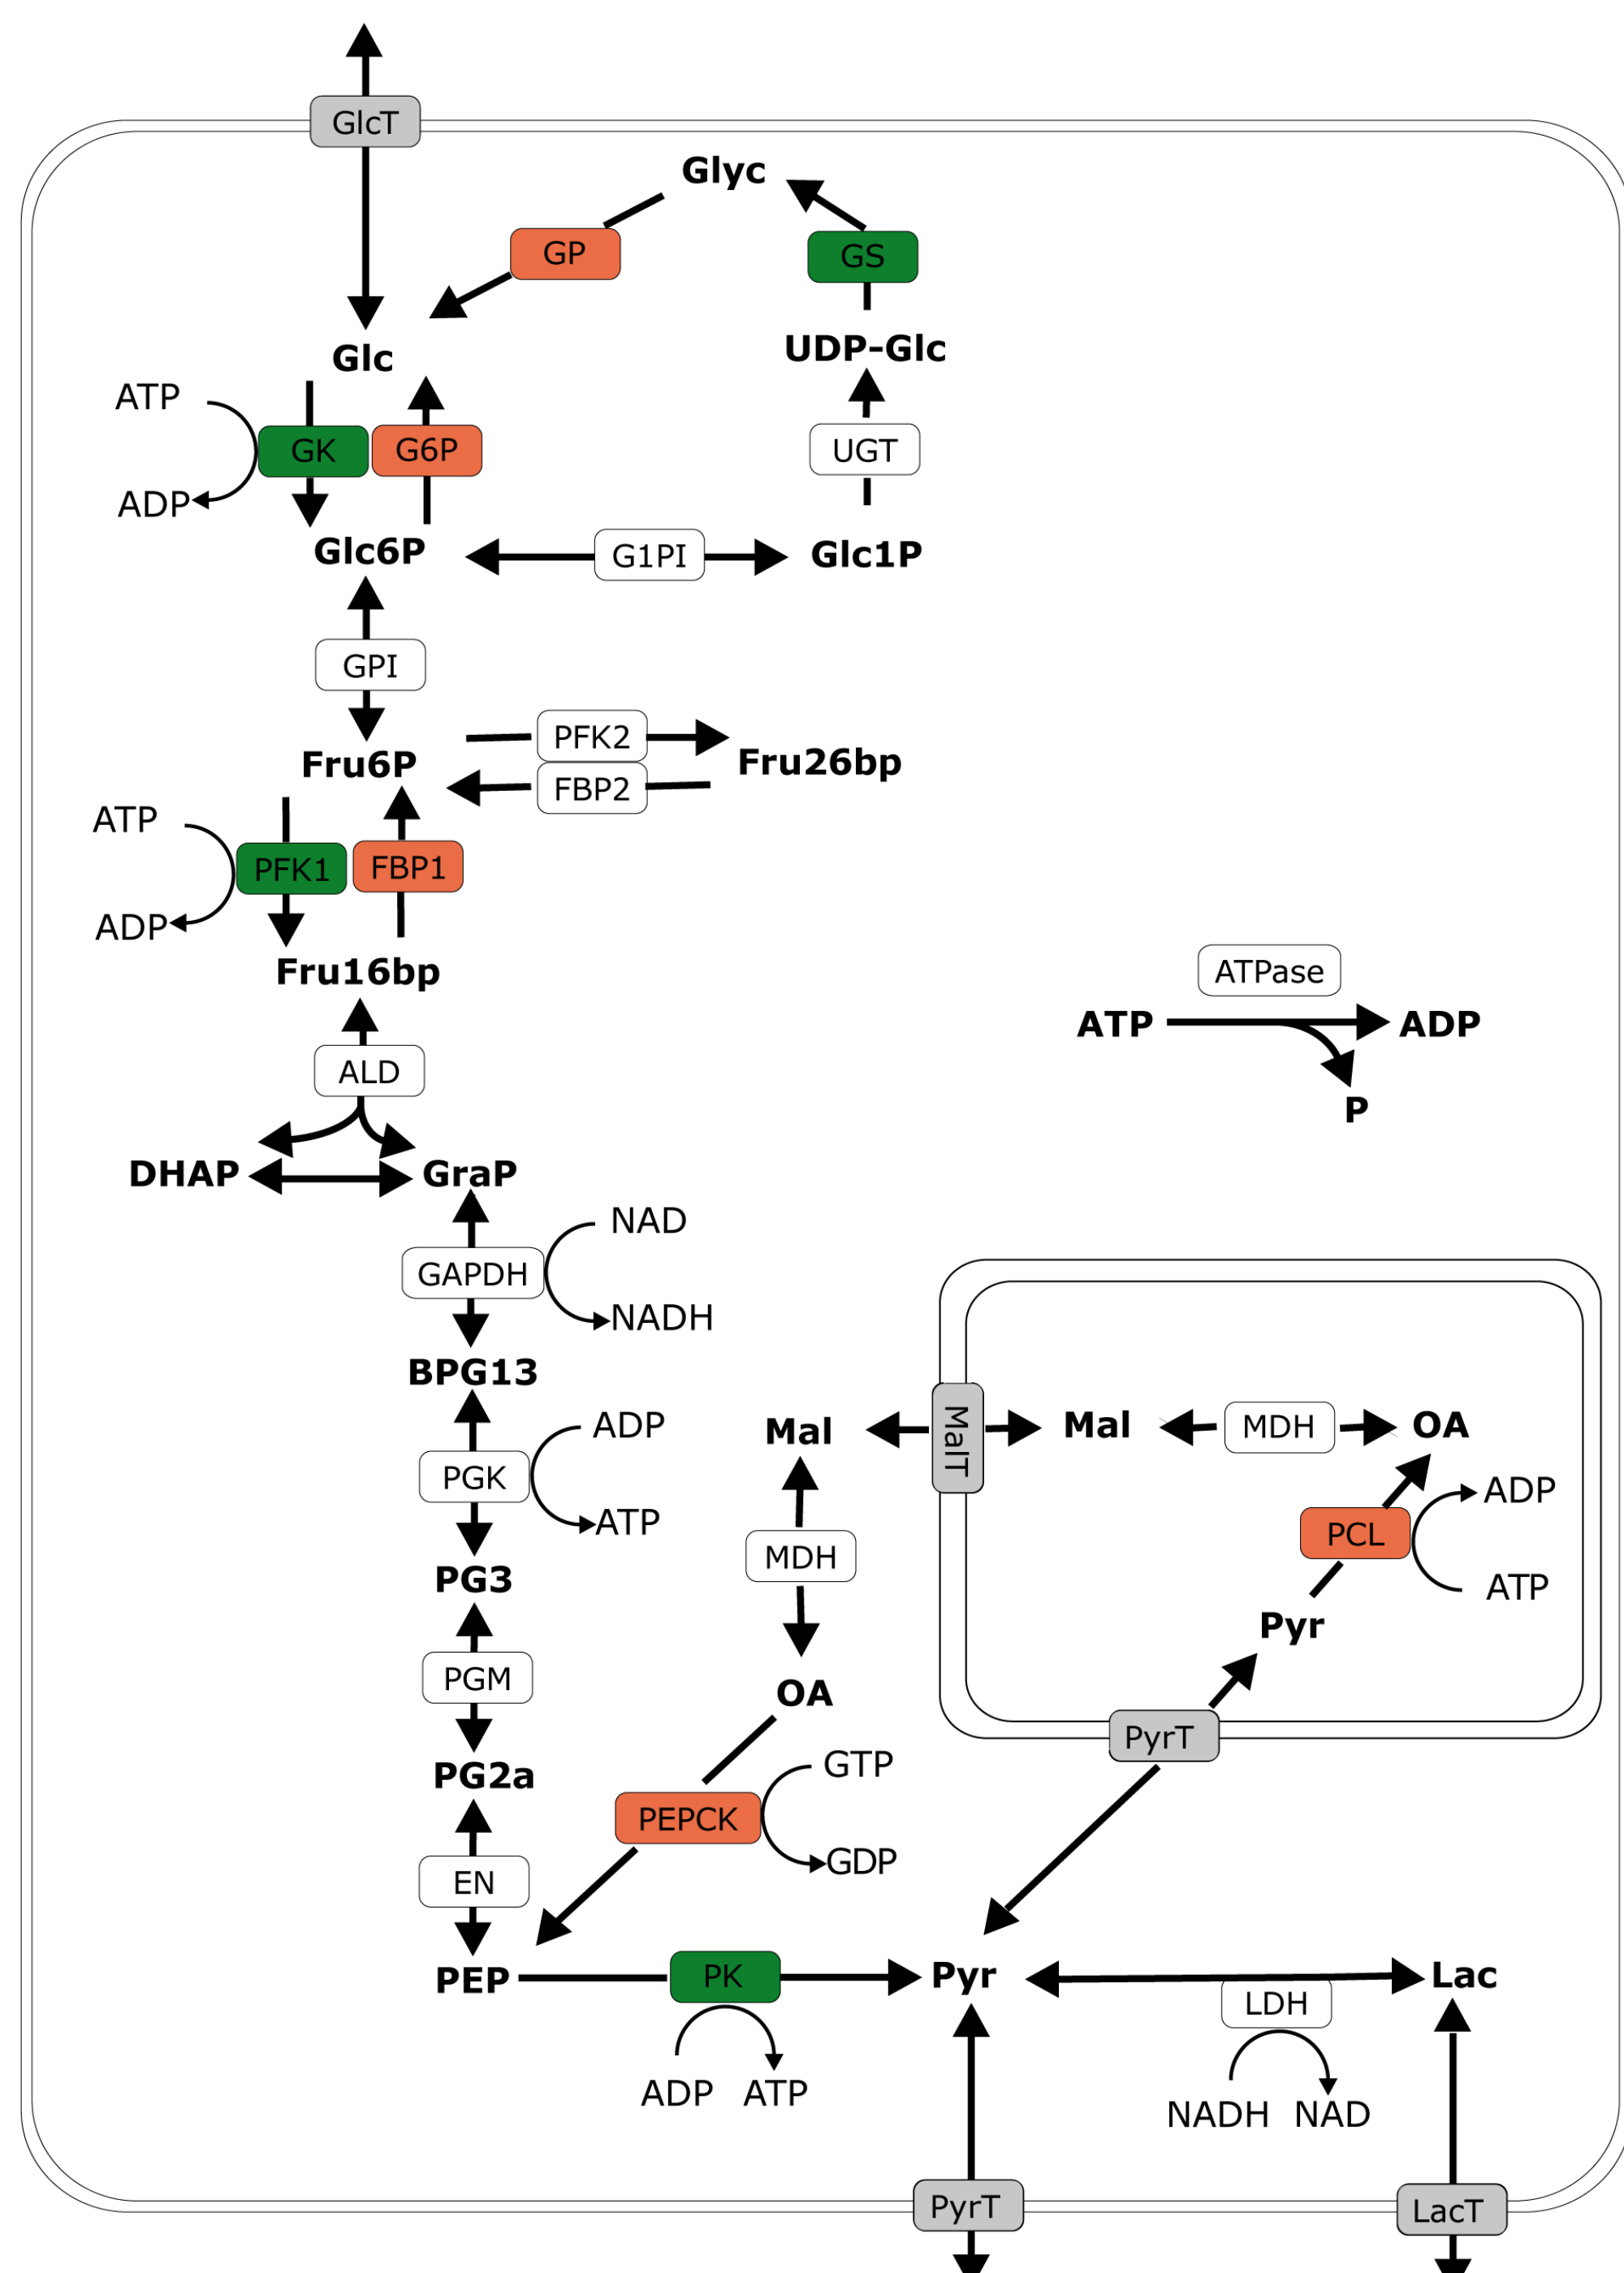 GlcT
Glyc
GP
GS
Glc
UDP-Glc
ATP
GK
G6P
UGT
ADP
Glc6P
G1PI
Glc1P
GPI
Fru6P
PFK2
Fru26bp
FBP2
ATP
PFK1
FBP1
ADP
Fru16bp
ATPase
ATP
ADP
P
ALD
DHAP
GraP
NAD
GAPDH
NADH
BPG13
ADP
PGK
ATP
Mal
MalT
Mal
MDH
OA
ADP
PCL
ATP
MDH
Pyr
PG3
PGM
OA
PyrT
PG2a
GTP
PEPCK
GDP
EN
PEP
PK
Pyr
Lac
LDH
ADP
ATP
NADH
NAD
PyrT
LacT